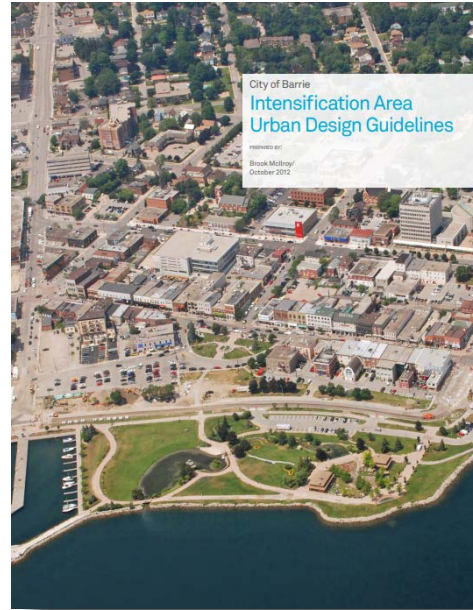 City of Barrie
Intensification Area
Urban Design Guidelines
PREPARED BY:
Brook McIlroy/
October 2012